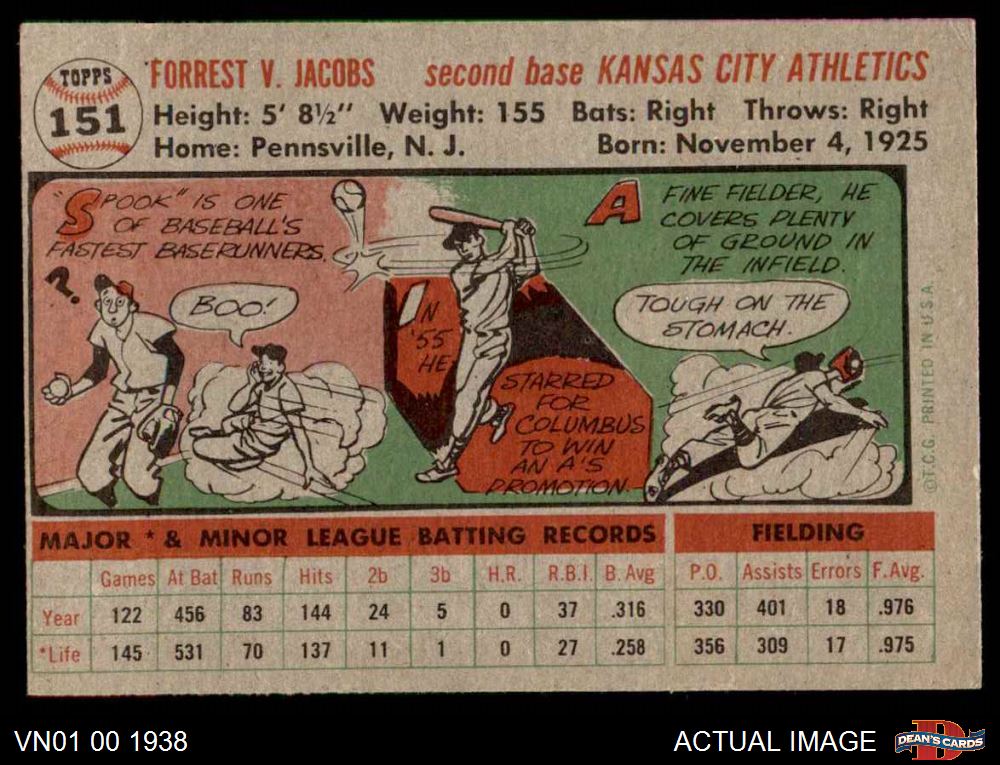 TOPPS
151
FORREST V. JACOBS second base KANSAS CITY ATHLETICS
Height: 5' 8½" Weight: 155 Bats: Right Throws: Right
Home: Pennsville, N. J. Born: November 4, 1925
"SPOOK" IS ONE
OF BASEBALL'S
FASTEST BASERUNNERS.
?
BOO!
IN
'55
HE
STARRED
FOR
COLUMBUS
TO WIN
AN A'S
PROMOTION.
A FINE FIELDER, HE
COVERS PLENTY
OF GROUND IN
THE INFIELD.
TOUGH ON THE
STOMACH.
©T.C.G. PRINTED IN U.S.A.
MAJOR * & MINOR LEAGUE BATTING RECORDS FIELDING
Games At Bat Runs Hits 2b 3b H.R. R.B.I. B. Avg P.O. Assists Errors F.Avg.
Year 122 456 83 144 24 5 0 37 .316 330 401 18 .976
*Life 145 531 70 137 11 1 0 27 .258 356 309 17 .975
VN01 00 1938 ACTUAL IMAGE DEAN'S CARDS